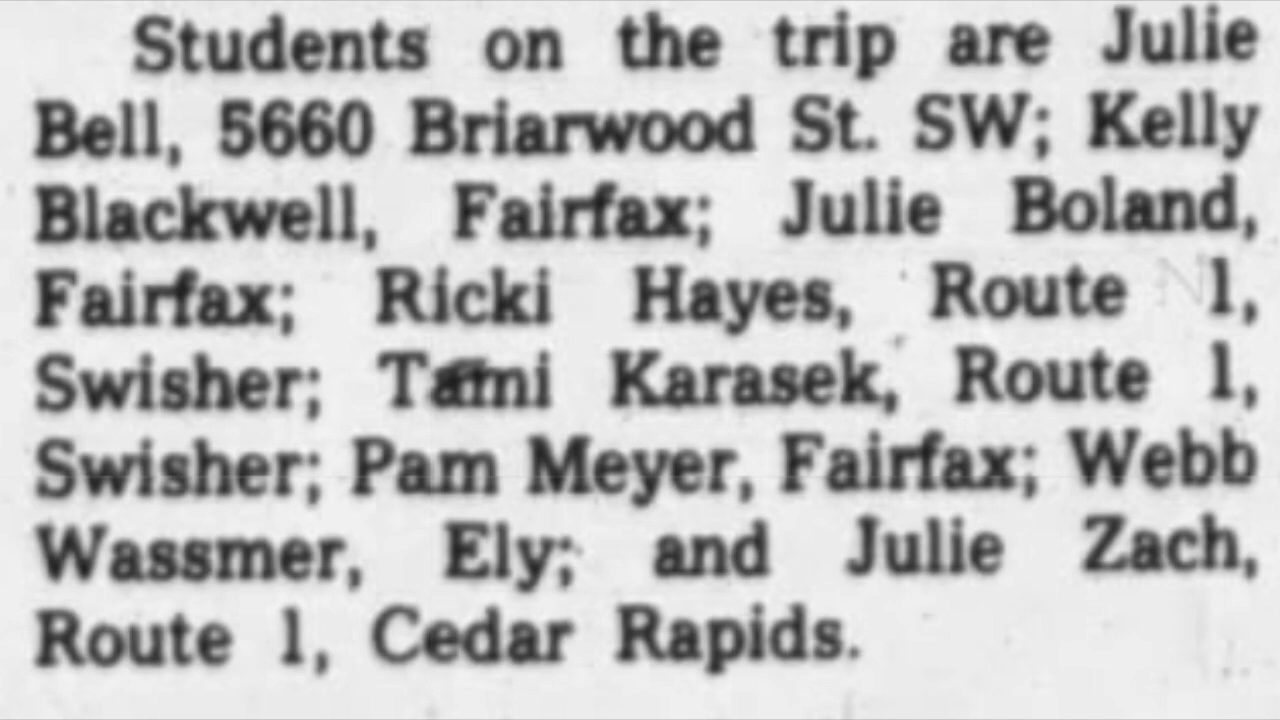 Students on the trip are Julie
Bell, 5660 Briarwood St. SW; Kelly
Blackwell, Fairfax; Julie Boland,
Fairfax; Ricki Hayes, Route 1,
Swisher; Tami Karasek, Route 1,
Swisher; Pam Meyer, Fairfax; Webb
Wassmer, Ely; and Julie Zach,
Route 1, Cedar Rapids.